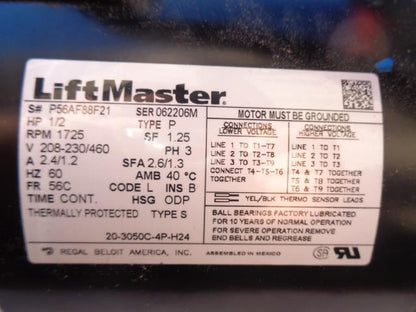 LiftMaster.
S# P56AF88F21 SER 062206M
HP 1/2 TYPE P
RPM 1725 SF 1.25
V 208-230/460 PH 3
A 2.4/1.2 SFA 2.6/1.3
HZ 60 AMB 40 °C
FR 56C CODE L INS B
TIME CONT. HSG ODP
THERMALLY PROTECTED TYPE S
20-3050C-4P-H24
REGAL BELOIT AMERICA, INC.
MOTOR MUST BE GROUNDED
CONNECTIONS
LOWER VOLTAGE
LINE 1 TO T1-T7
LINE 2 TO T2-T8
LINE 3 TO T3-T9
CONNECT T4-T5-T6
TOGETHER
CONNECTIONS
HIGHER VOLTAGE
LINE 1 TO T1
LINE 2 TO T2
LINE 3 TO T3
T4 & T7 TOGETHER
T5 & T8 TOGETHER
T6 & T9 TOGETHER
YEL/BLK THERMO SENSOR LEADS
BALL BEARINGS FACTORY LUBRICATED
FOR 10 YEARS OF NORMAL OPERATION
FOR SEVERE OPERATION REMOVE
END BELLS AND REGREASE
ASSEMBLED IN MEXICO